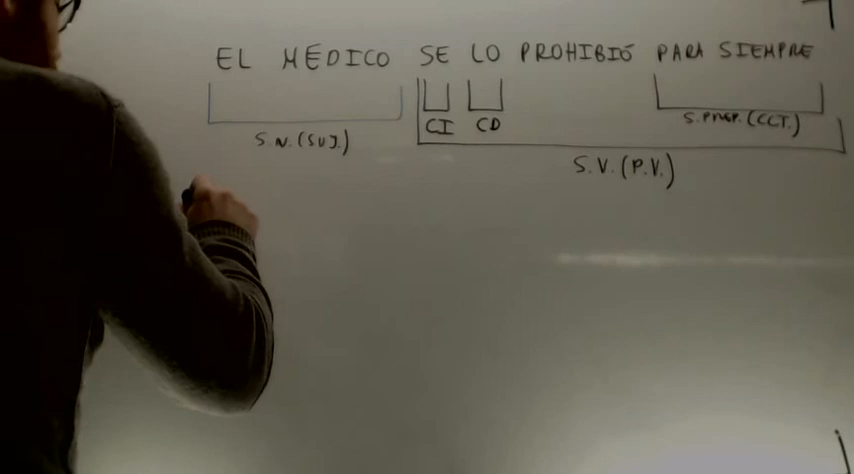 EL MEDICO SE LO PROHIBIÓ PARA SIEMPRE
CI CD S.PREP.(CCT.)
S.N.(SUJ.)
S.V.(P.V.)